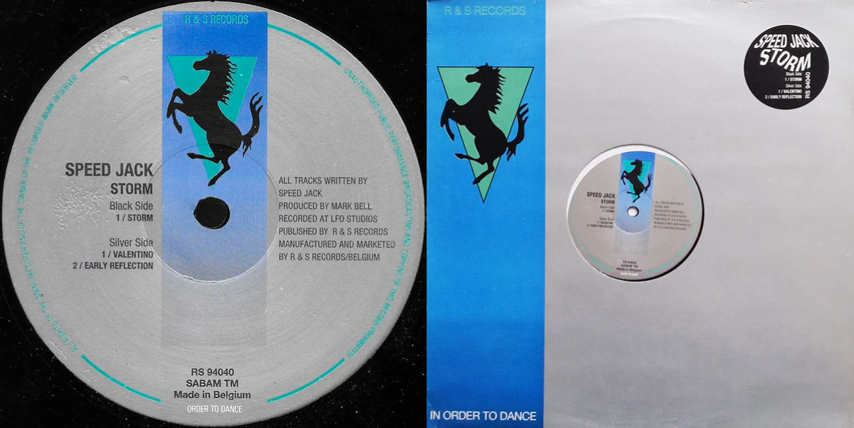 R & S RECORDS
SPEED JACK
STORM
Black Side
1 / STORM
Silver Side
1 / VALENTINO
2 / EARLY REFLECTION
ALL TRACKS WRITTEN BY
SPEED JACK
PRODUCED BY MARK BELL
RECORDED AT LFO STUDIOS
PUBLISHED BY R & S RECORDS
MANUFACTURED AND MARKETED
BY R & S RECORDS/BELGIUM
RS 94040
SABAM TM
Made in Belgium
ORDER TO DANCE
R & S RECORDS
SPEED JACK
STORM
Black Side
1 / STORM
Silver Side
1 / VALENTINO
2 / EARLY REFLECTION
RS 94040
SPEED JACK
STORM
IN ORDER TO DANCE